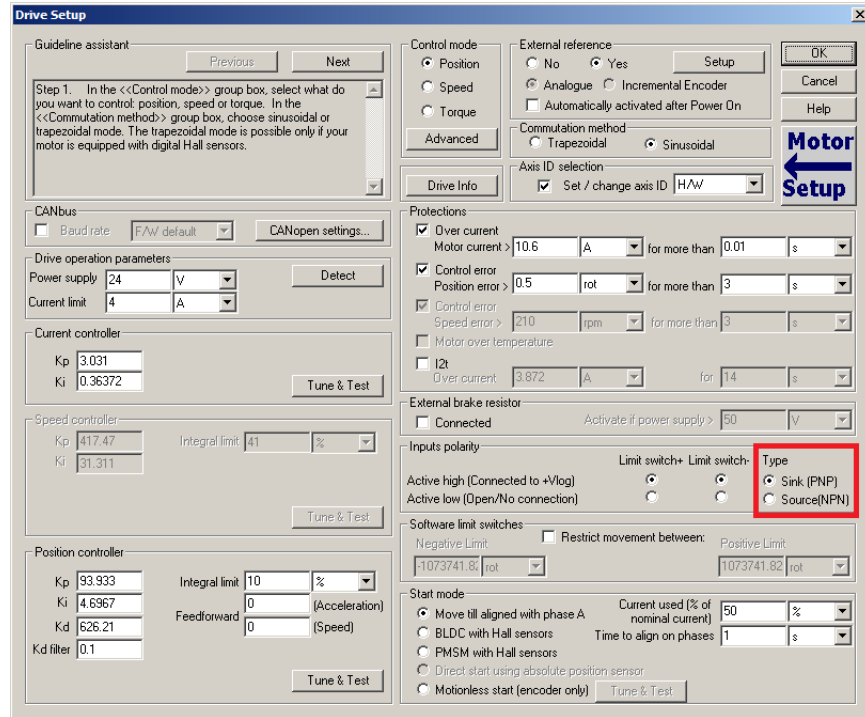 Drive Setup
Guideline assistant
Previous
Next
Step 1. In the <<Control mode>> group box, select what do
you want to control: position, speed or torque. In the
<<Commutation method>> group box, choose sinusoidal or
trapezoidal mode. The trapezoidal mode is possible only if your
motor is equipped with digital Hall sensors.
CANbus
Baud rate F/W default CANopen settings...
Drive operation parameters
Power supply 24 V Detect
Current limit 4 A
Current controller
Kp 3.031
Ki 0.36372
Tune & Test
Speed controller
Kp 417.47 Integral limit 41 %
Ki 31.311
Tune & Test
Position controller
Kp 93.933 Integral limit 10 %
Ki 4.6967 Feedforward 0 (Acceleration)
Kd 626.21 0 (Speed)
Kd filter 0.1
Tune & Test
Control mode
Position
Speed
Torque
Advanced
External reference
No Yes Setup
Analogue Incremental Encoder
Automatically activated after Power On
Commutation method
Trapezoidal Sinusoidal
Drive Info
Axis ID selection
Set / change axis ID H/W
OK
Cancel
Help
Motor
Setup
Protections
Over current
Motor current > 10.6 A for more than 0.01 s
Control error
Position error > 0.5 rot for more than 3 s
Control error
Speed error > 210 rpm for more than 3 s
Motor over temperature
I2t
Over current 3.872 A for 14 s
External brake resistor
Connected Activate if power supply > 50 V
Inputs polarity
Limit switch+ Limit switch- Type
Active high (Connected to +Vlog) Sink (PNP)
Active low (Open/No connection) Source(NPN)
Software limit switches
Restrict movement between:
Negative Limit Positive Limit
-1073741.82 rot 1073741.82 rot
Start mode
Move till aligned with phase A
BLDC with Hall sensors
PMSM with Hall sensors
Direct start using absolute position sensor
Motionless start (encoder only) Tune & Test
Current used (% of
nominal current) 50 %
Time to align on phases 1 s